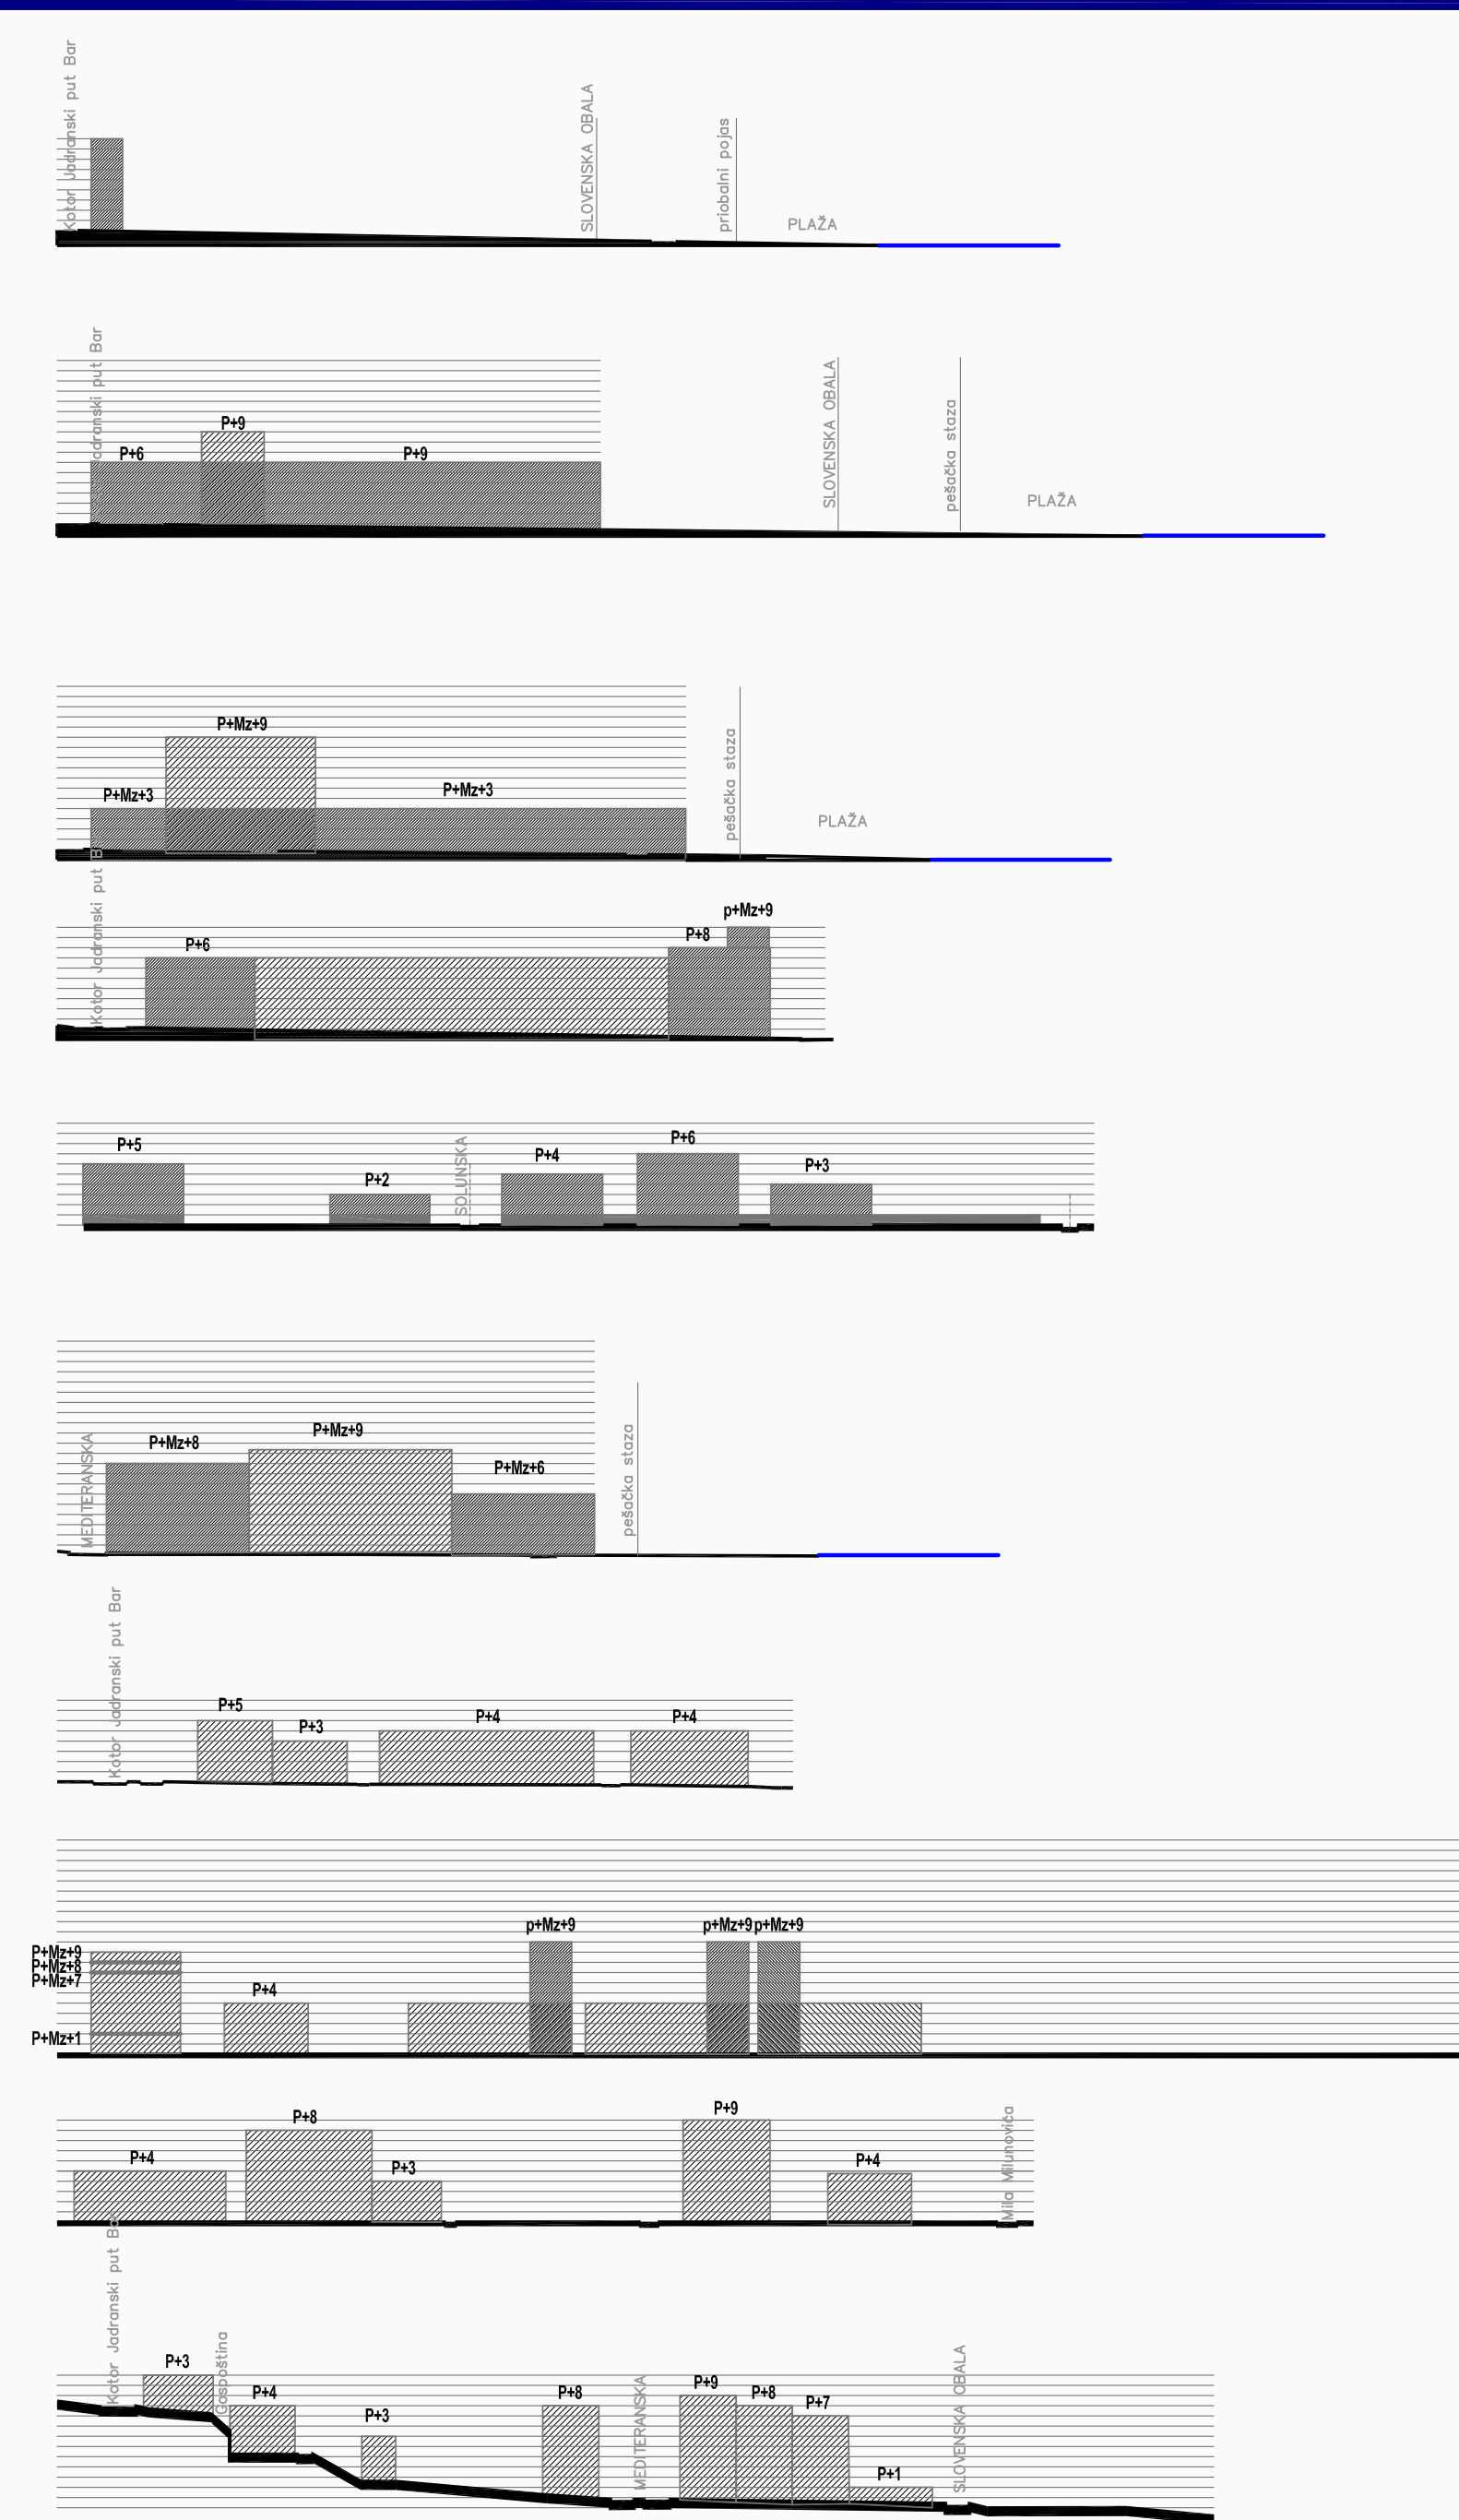 Kotor Jadranski put Bar
SLOVENSKA OBALA
priobalni pojas
PLAŽA
Jadranski put Bar
P+6
P+9
P+9
SLOVENSKA OBALA
pešačka staza
PLAŽA
P+Mz+3
P+Mz+9
P+Mz+3
pešačka staza
PLAŽA
Kotor Jadranski put B
P+6
P+8
p+Mz+9
P+5
P+2
SOLUNSKA
P+4
P+6
P+3
MEDITERANSKA
P+Mz+8
P+Mz+9
P+Mz+6
pešačka staza
Kotor Jadranski put Bar
P+5
P+3
P+4
P+4
P+Mz+9
P+Mz+8
P+Mz+7
P+Mz+1
P+4
p+Mz+9
p+Mz+9
p+Mz+9
P+4
P+8
P+3
P+9
P+4
Mila Milunovića
Kotor Jadranski put Bar
P+3
Gospoština
P+4
P+3
P+8
MEDITERANSKA
P+9
P+8
P+7
P+1
SLOVENSKA OBALA